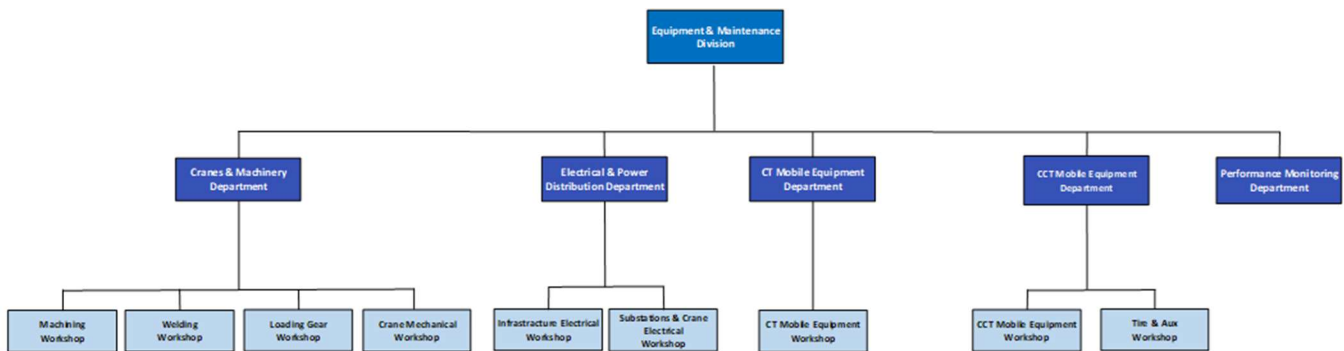 Equipment & Maintenance
Division
Cranes & Machinery
Department
Electrical & Power
Distribution Department
CT Mobile Equipment
Department
CCT Mobile Equipment
Department
Performance Monitoring
Department
Machining
Workshop
Welding
Workshop
Loading Gear
Workshop
Crane Mechanical
Workshop
Infrastructure Electrical
Workshop
Substations & Crane
Electrical
Workshop
CT Mobile Equipment
Workshop
CCT Mobile Equipment
Workshop
Tire & Aux
Workshop